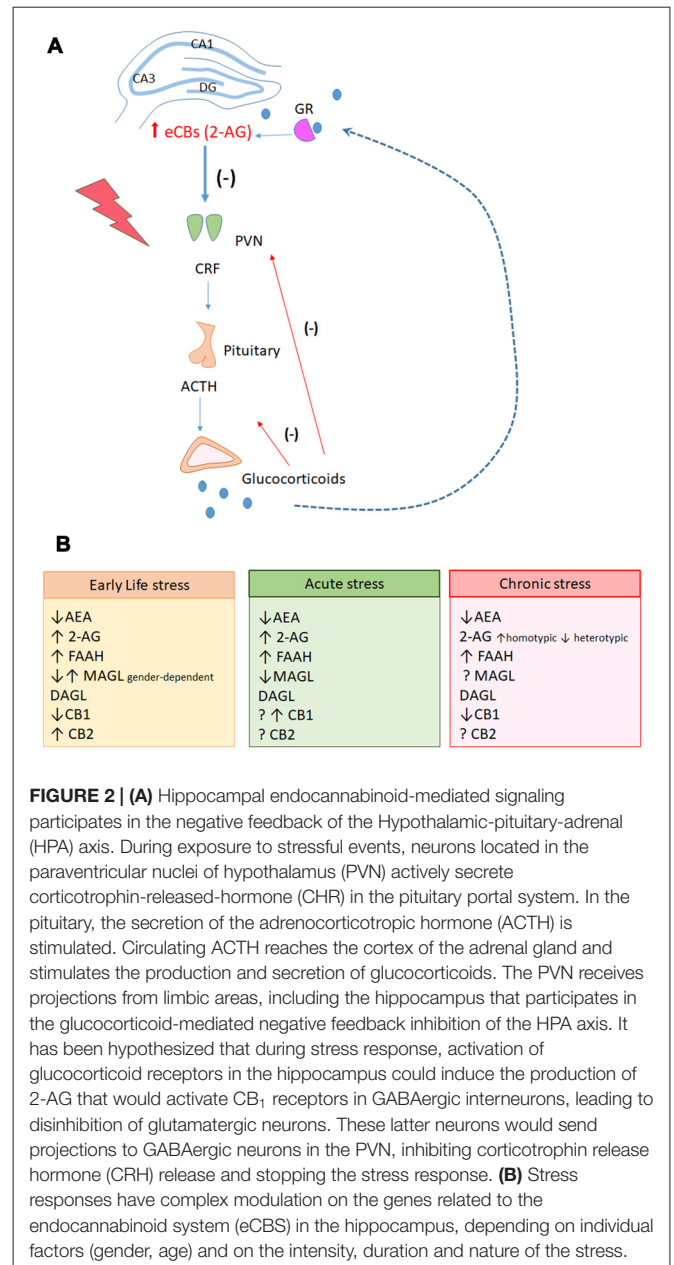 A
CA1
CA3
DG
GR
↑ eCBs (2-AG)
(-)
PVN
CRF
(-)
Pituitary
ACTH
(-)
Glucocorticoids
B
Early Life stress
↓AEA
↑ 2-AG
↑ FAAH
↓↑ MAGL gender-dependent
DAGL
↓CB1
↑ CB2
Acute stress
↓AEA
↑ 2-AG
↑ FAAH
↓MAGL
DAGL
? ↑ CB1
? CB2
Chronic stress
↓AEA
2-AG ↑homotypic ↓ heterotypic
↑ FAAH
? MAGL
DAGL
↓CB1
? CB2
FIGURE 2 | (A) Hippocampal endocannabinoid-mediated signaling
participates in the negative feedback of the Hypothalamic-pituitary-adrenal
(HPA) axis. During exposure to stressful events, neurons located in the
paraventricular nuclei of hypothalamus (PVN) actively secrete
corticotrophin-released-hormone (CHR) in the pituitary portal system. In the
pituitary, the secretion of the adrenocorticotropic hormone (ACTH) is
stimulated. Circulating ACTH reaches the cortex of the adrenal gland and
stimulates the production and secretion of glucocorticoids. The PVN receives
projections from limbic areas, including the hippocampus that participates in
the glucocorticoid-mediated negative feedback inhibition of the HPA axis. It
has been hypothesized that during stress response, activation of
glucocorticoid receptors in the hippocampus could induce the production of
2-AG that would activate CB₁ receptors in GABAergic interneurons, leading to
disinhibition of glutamatergic neurons. These latter neurons would send
projections to GABAergic neurons in the PVN, inhibiting corticotrophin release
hormone (CRH) release and stopping the stress response. (B) Stress
responses have complex modulation on the genes related to the
endocannabinoid system (eCBS) in the hippocampus, depending on individual
factors (gender, age) and on the intensity, duration and nature of the stress.